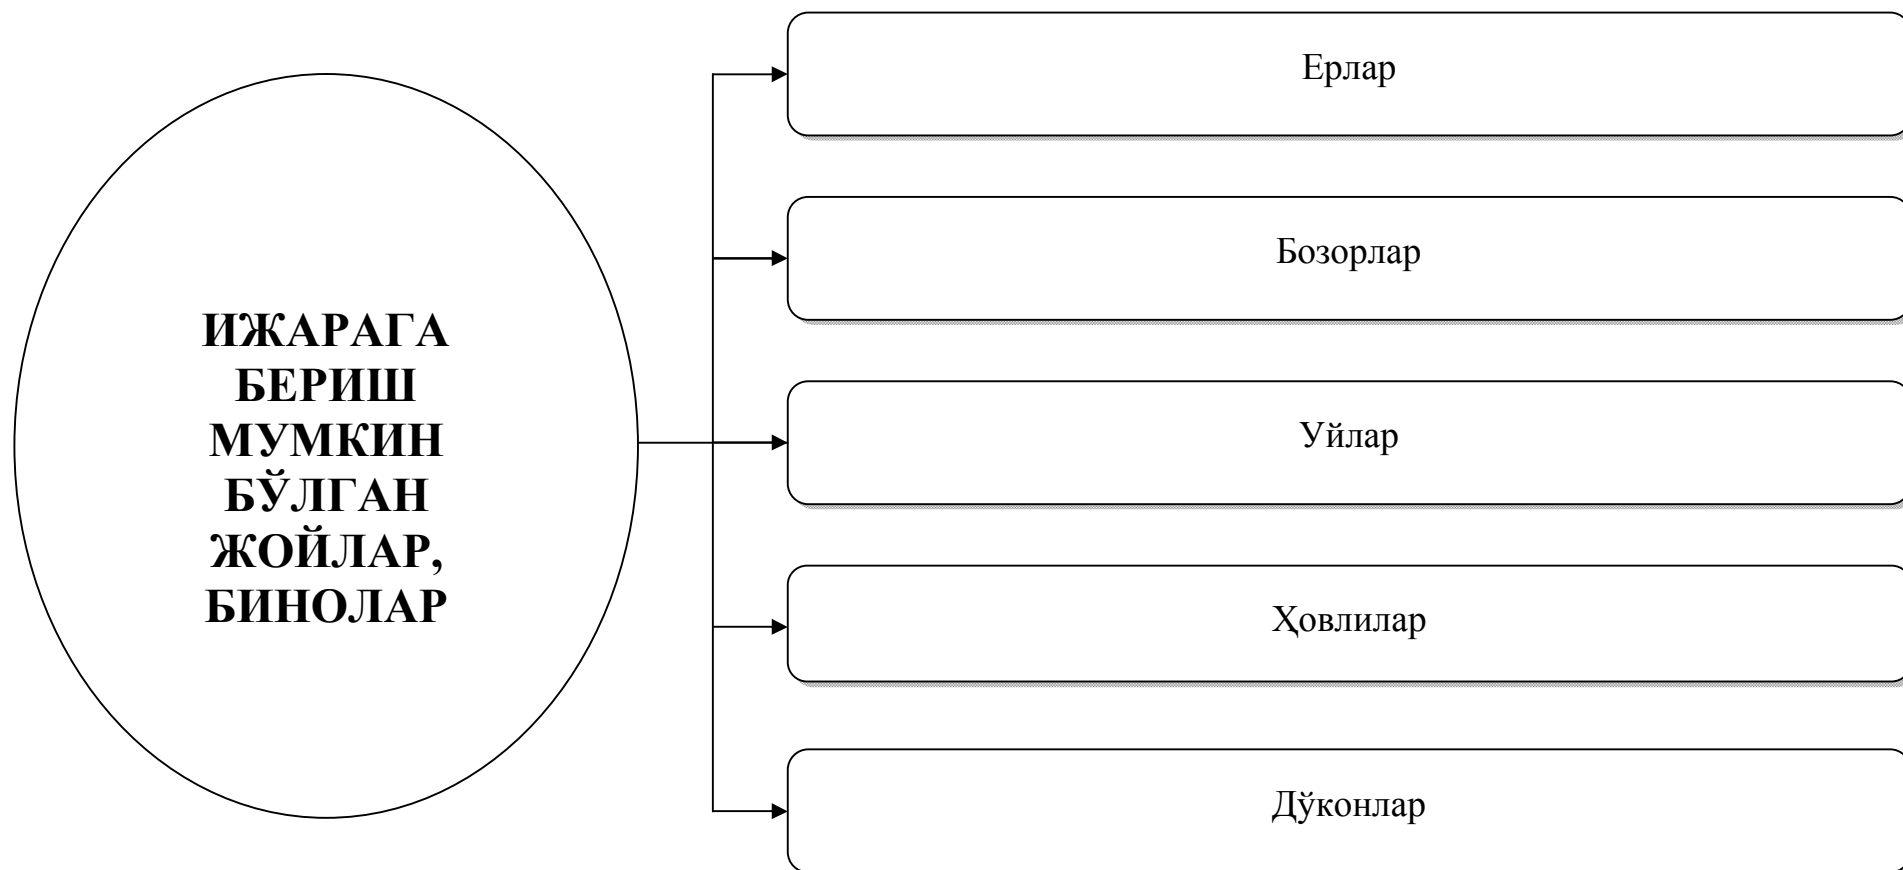 ИЖАРАГА
БЕРИШ
МУМКИН
БЎЛГАН
ЖОЙЛАР,
БИНОЛАР
Ерлар
Бозорлар
Уйлар
Ҳовлилар
Дўконлар